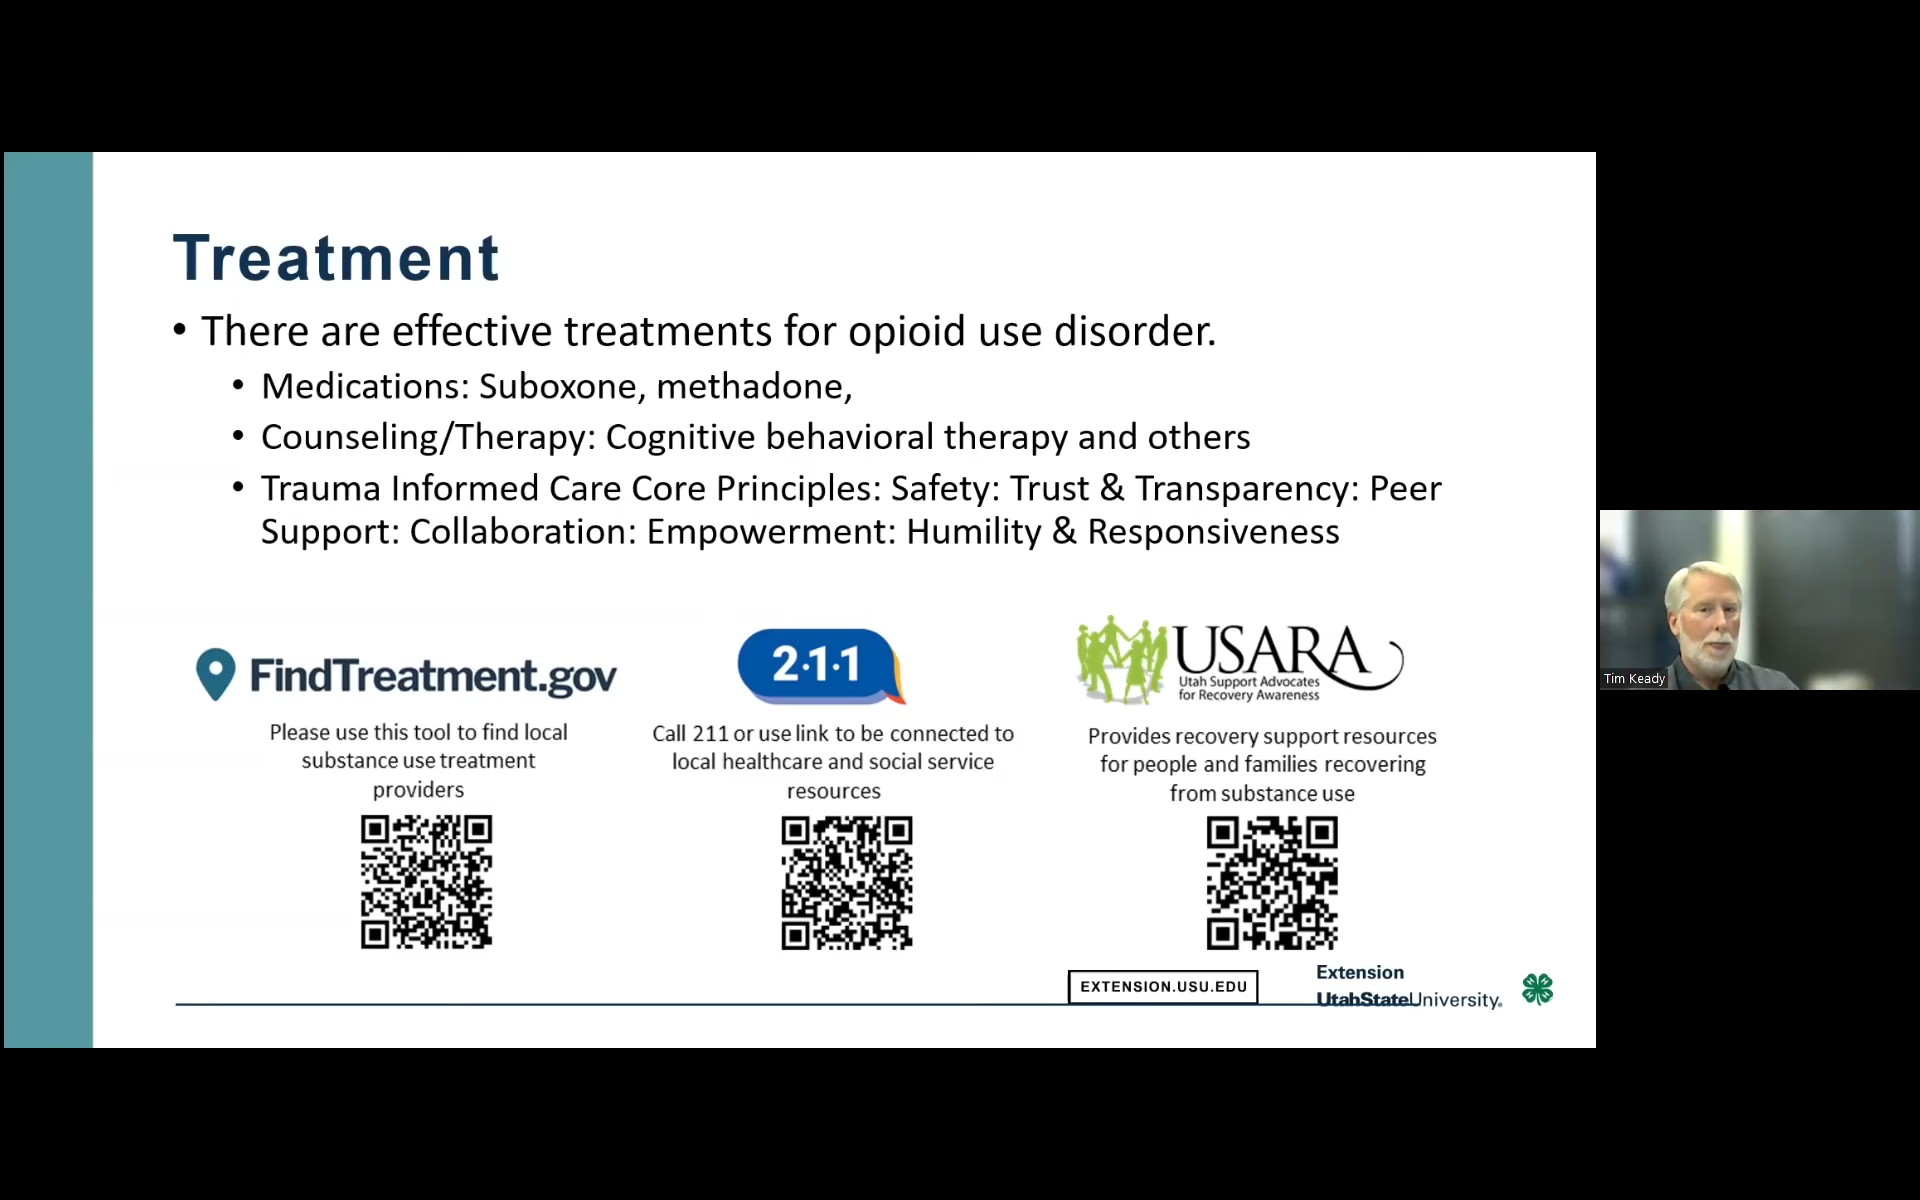 Treatment
• There are effective treatments for opioid use disorder.
• Medications: Suboxone, methadone,
• Counseling/Therapy: Cognitive behavioral therapy and others
• Trauma Informed Care Core Principles: Safety: Trust & Transparency: Peer
Support: Collaboration: Empowerment: Humility & Responsiveness
FindTreatment.gov
Please use this tool to find local
substance use treatment
providers
2·1·1
Call 211 or use link to be connected to
local healthcare and social service
resources
USARA
Utah Support Advocates
for Recovery Awareness
Provides recovery support resources
for people and families recovering
from substance use
EXTENSION.USU.EDU
Extension
UtahStateUniversity®
Tim Keady